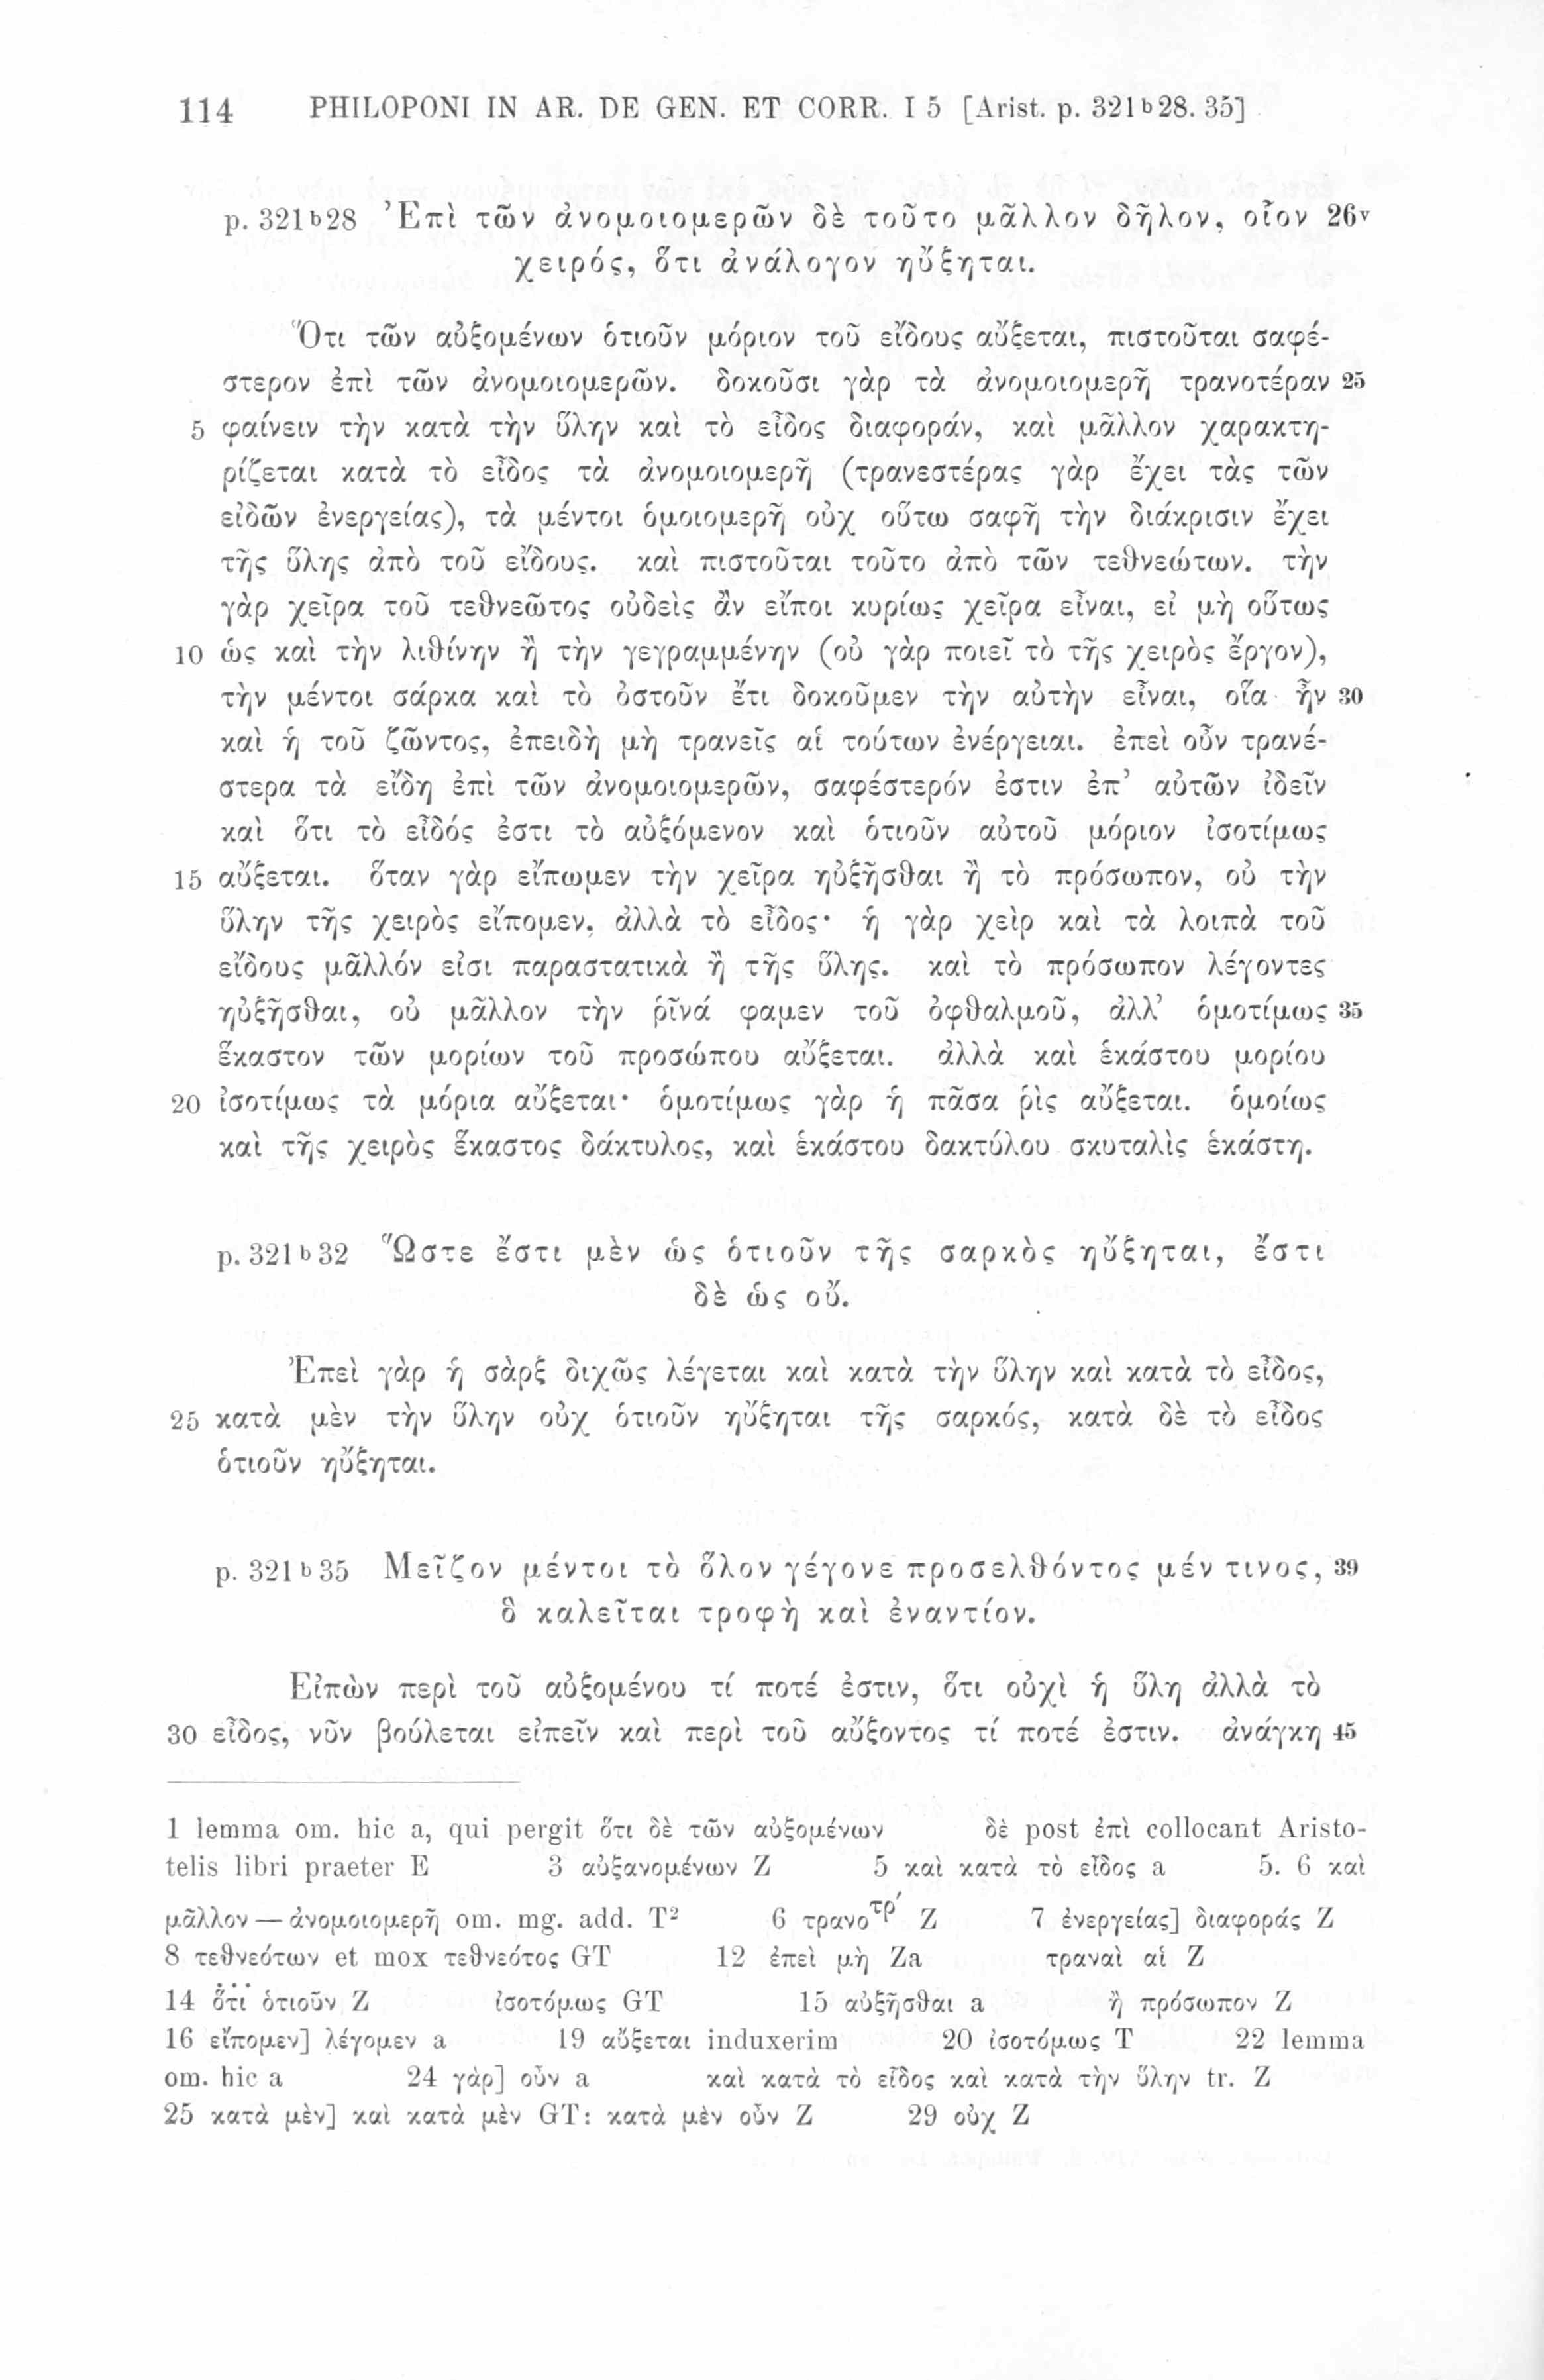 114 PHILOPONI IN AR. DE GEN. ET CORR. I 5 [Arist. p. 321b28. 35]
p. 321b28 Ἐπὶ τῶν ἀνομοιομερῶν δὲ τοῦτο μᾶλλον δῆλον, οἷον 26v
χειρός, ὅτι ἀνάλογον ηὔξηται.
Ὅτι τῶν αὐξομένων ὁτιοῦν μόριον τοῦ εἴδους αὔξεται, πιστοῦται σαφέ-
στερον ἐπὶ τῶν ἀνομοιομερῶν. δοκοῦσι γὰρ τὰ ἀνομοιομερῆ τρανοτέραν 25
5 φαίνειν τὴν κατὰ τὴν ὕλην καὶ τὸ εἶδος διαφοράν, καὶ μᾶλλον χαρακτη-
ρίζεται κατὰ τὸ εἶδος τὰ ἀνομοιομερῆ (τρανεστέρας γὰρ ἔχει τὰς τῶν
εἰδῶν ἐνεργείας), τὰ μέντοι ὁμοιομερῆ οὐχ οὕτω σαφῆ τὴν διάκρισιν ἔχει
τῆς ὕλης ἀπὸ τοῦ εἴδους. καὶ πιστοῦται τοῦτο ἀπὸ τῶν τεθνεώτων. τὴν
γὰρ χεῖρα τοῦ τεθνεῶτος οὐδεὶς ἂν εἴποι κυρίως χεῖρα εἶναι, εἰ μὴ οὕτως
10 ὡς καὶ τὴν λιθίνην ἢ τὴν γεγραμμένην (οὐ γὰρ ποιεῖ τὸ τῆς χειρὸς ἔργον),
τὴν μέντοι σάρκα καὶ τὸ ὀστοῦν ἔτι δοκοῦμεν τὴν αὐτὴν εἶναι, οἵα ἦν 30
καὶ ἡ τοῦ ζῶντος, ἐπειδὴ μὴ τρανεῖς αἱ τούτων ἐνέργειαι. ἐπεὶ οὖν τρανέ-
στερα τὰ εἴδη ἐπὶ τῶν ἀνομοιομερῶν, σαφέστερόν ἐστιν ἐπ’ αὐτῶν ἰδεῖν
καὶ ὅτι τὸ εἶδός ἐστι τὸ αὐξόμενον καὶ ὁτιοῦν αὐτοῦ μόριον ἰσοτίμως
15 αὔξεται. ὅταν γὰρ εἴπωμεν τὴν χεῖρα ηὐξῆσθαι ἢ τὸ πρόσωπον, οὐ τὴν
ὕλην τῆς χειρὸς εἴπομεν, ἀλλὰ τὸ εἶδος· ἡ γὰρ χεὶρ καὶ τὰ λοιπὰ τοῦ
εἴδους μᾶλλόν εἰσι παραστατικὰ ἢ τῆς ὕλης. καὶ τὸ πρόσωπον λέγοντες
ηὐξῆσθαι, οὐ μᾶλλον τὴν ῥῖνά φαμεν τοῦ ὀφθαλμοῦ, ἀλλ’ ὁμοτίμως 35
ἕκαστον τῶν μορίων τοῦ προσώπου αὔξεται. ἀλλὰ καὶ ἑκάστου μορίου
20 ἰσοτίμως τὰ μόρια αὔξεται· ὁμοτίμως γὰρ ἡ πᾶσα ῥὶς αὔξεται. ὁμοίως
καὶ τῆς χειρὸς ἕκαστος δάκτυλος, καὶ ἑκάστου δακτύλου σκυταλὶς ἑκάστη.
p. 321b32 Ὥστε ἔστι μὲν ὡς ὁτιοῦν τῆς σαρκὸς ηὔξηται, ἔστι
δὲ ὡς οὔ.
Ἐπεὶ γὰρ ἡ σὰρξ διχῶς λέγεται καὶ κατὰ τὴν ὕλην καὶ κατὰ τὸ εἶδος,
25 κατὰ μὲν τὴν ὕλην οὐχ ὁτιοῦν ηὔξηται τῆς σαρκός, κατὰ δὲ τὸ εἶδος
ὁτιοῦν ηὔξηται.
p. 321b35 Μεῖζον μέντοι τὸ ὅλον γέγονε προσελθόντος μέν τινος, 39
ὃ καλεῖται τροφὴ καὶ ἐναντίον.
Εἰπὼν περὶ τοῦ αὐξομένου τί ποτέ ἐστιν, ὅτι οὐχὶ ἡ ὕλη ἀλλὰ τὸ
30 εἶδος, νῦν βούλεται εἰπεῖν καὶ περὶ τοῦ αὔξοντος τί ποτέ ἐστιν. ἀνάγκη 45
1 lemma om. hic a, qui pergit ὅτι δὲ τῶν αὐξομένων δὲ post ἐπὶ collocant Aristo-
telis libri praeter E 3 αὐξανομένων Z 5 καὶ κατὰ τὸ εἶδος a 5. 6 καὶ
μᾶλλον — ἀνομοιομερῆ om. mg. add. T² 6 τρανοτρ´ Z 7 ἐνεργείας] διαφοράς Z
8 τεθνεότων et mox τεθνεότος GT 12 ἐπεὶ μὴ Za τραναὶ αἱ Z
14 ὅτι ὁτιοῦν Z ἰσοτόμως GT 15 αὐξῆσθαι a ἢ πρόσωπον Z
16 εἴπομεν] λέγομεν a 19 αὔξεται induxerim 20 ἰσοτόμως T 22 lemma
om. hic a 24 γὰρ] οὖν a καὶ κατὰ τὸ εἶδος καὶ κατὰ τὴν ὕλην tr. Z
25 κατὰ μὲν] καὶ κατὰ μὲν GT: κατὰ μὲν οὖν Z 29 οὐχ Z